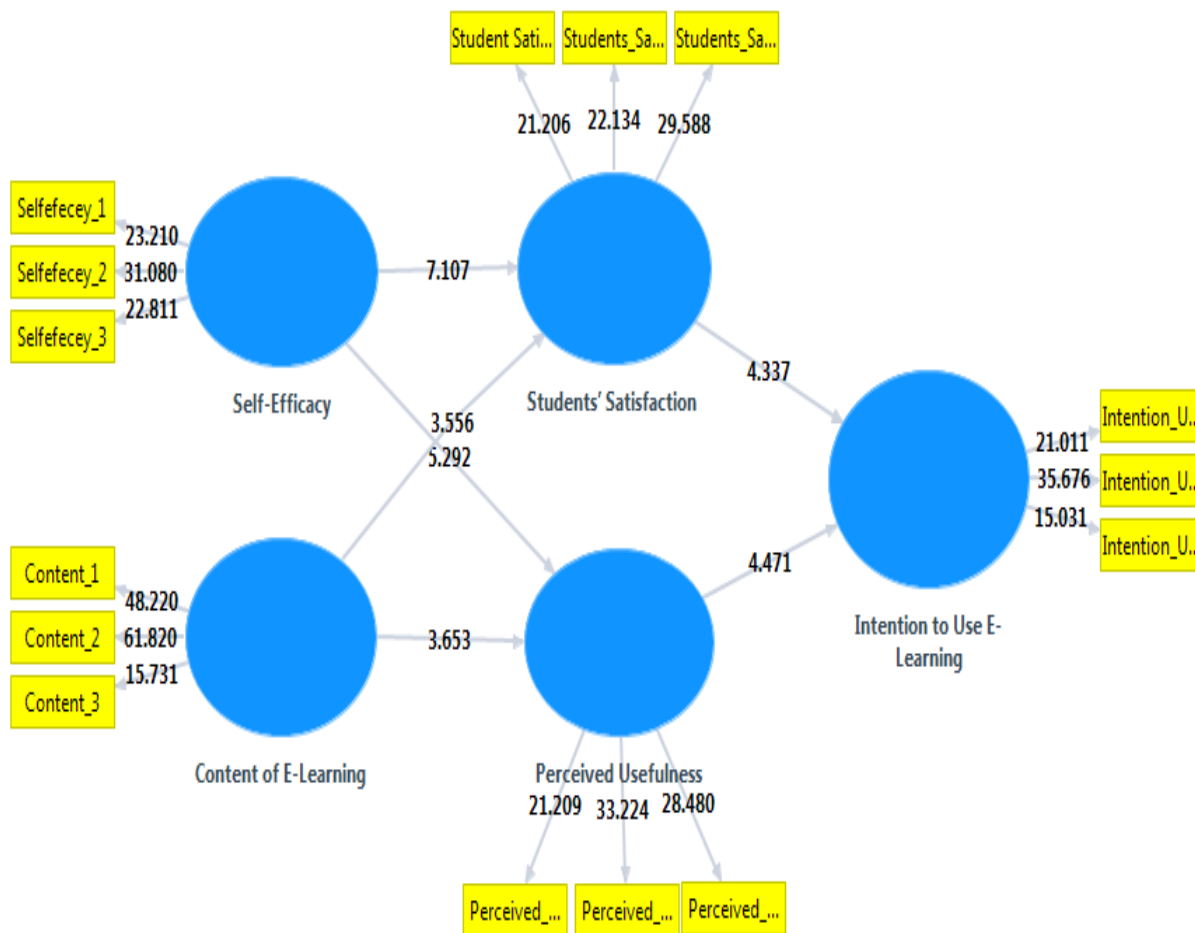 Student Sati...
Students_Sa...
Students_Sa...
21.206
22.134
29.588
Selfefecey_1
Selfefecey_2
Selfefecey_3
23.210
31.080
22.811
Self-Efficacy
7.107
Students' Satisfaction
3.556
5.292
4.337
Content_1
Content_2
Content_3
48.220
61.820
15.731
Content of E-Learning
3.653
Perceived Usefulness
4.471
Intention to Use E-
Learning
21.011
35.676
15.031
Intention_U..
Intention_U..
Intention_U..
21.209
33.224
28.480
Perceived_...
Perceived_...
Perceived_...